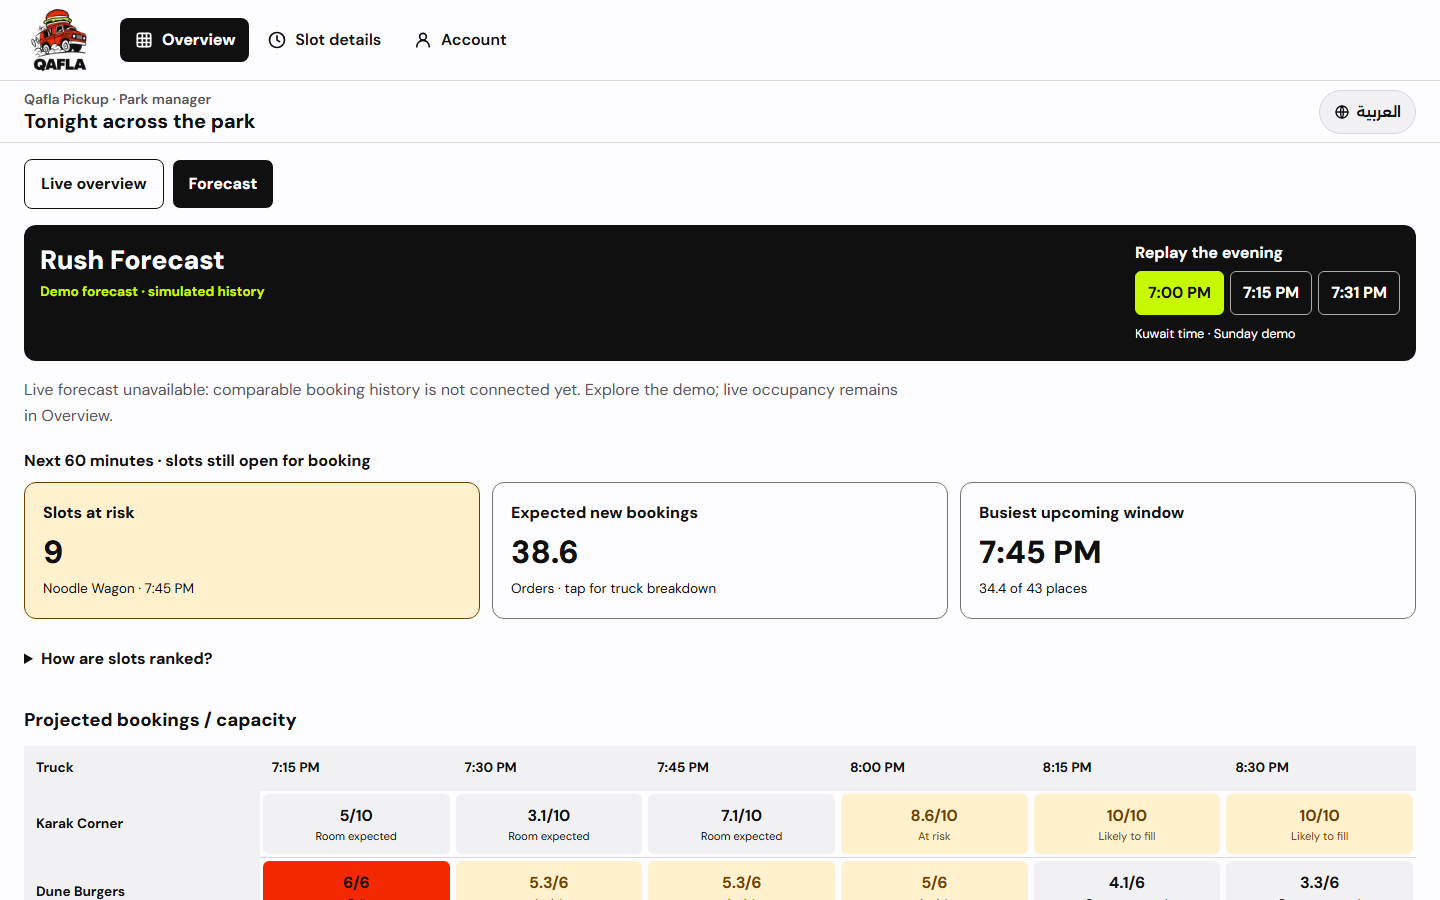 QAFLA
Overview
Slot details
Account
Qafla Pickup · Park manager
Tonight across the park
العربية
Live overview
Forecast
Rush Forecast
Demo forecast · simulated history
Replay the evening
7:00 PM
7:15 PM
7:31 PM
Kuwait time · Sunday demo
Live forecast unavailable: comparable booking history is not connected yet. Explore the demo; live occupancy remains
in Overview.
Next 60 minutes · slots still open for booking
Slots at risk
9
Noodle Wagon · 7:45 PM
Expected new bookings
38.6
Orders · tap for truck breakdown
Busiest upcoming window
7:45 PM
34.4 of 43 places
How are slots ranked?
Projected bookings / capacity
Truck 7:15 PM 7:30 PM 7:45 PM 8:00 PM 8:15 PM 8:30 PM
Karak Corner
5/10 3.1/10 7.1/10 8.6/10 10/10 10/10
Room expected Room expected Room expected At risk Likely to fill Likely to fill
Dune Burgers
6/6 5.3/6 5.3/6 5/6 4.1/6 3.3/6